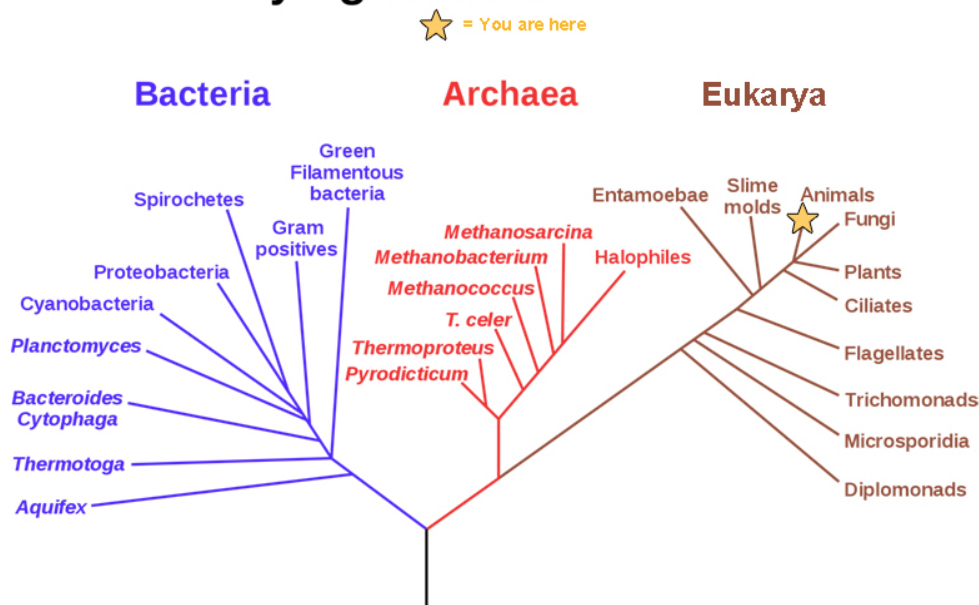 = You are here
Bacteria
Archaea
Eukarya
Green
Filamentous
bacteria
Spirochetes
Gram
positives
Proteobacteria
Cyanobacteria
Planctomyces
Bacteroides
Cytophaga
Thermotoga
Aquifex
Methanosarcina
Methanobacterium
Halophiles
Methanococcus
T. celer
Thermoproteus
Pyrodicticum
Entamoebae
Slime
molds
Animals
Fungi
Plants
Ciliates
Flagellates
Trichomonads
Microsporidia
Diplomonads